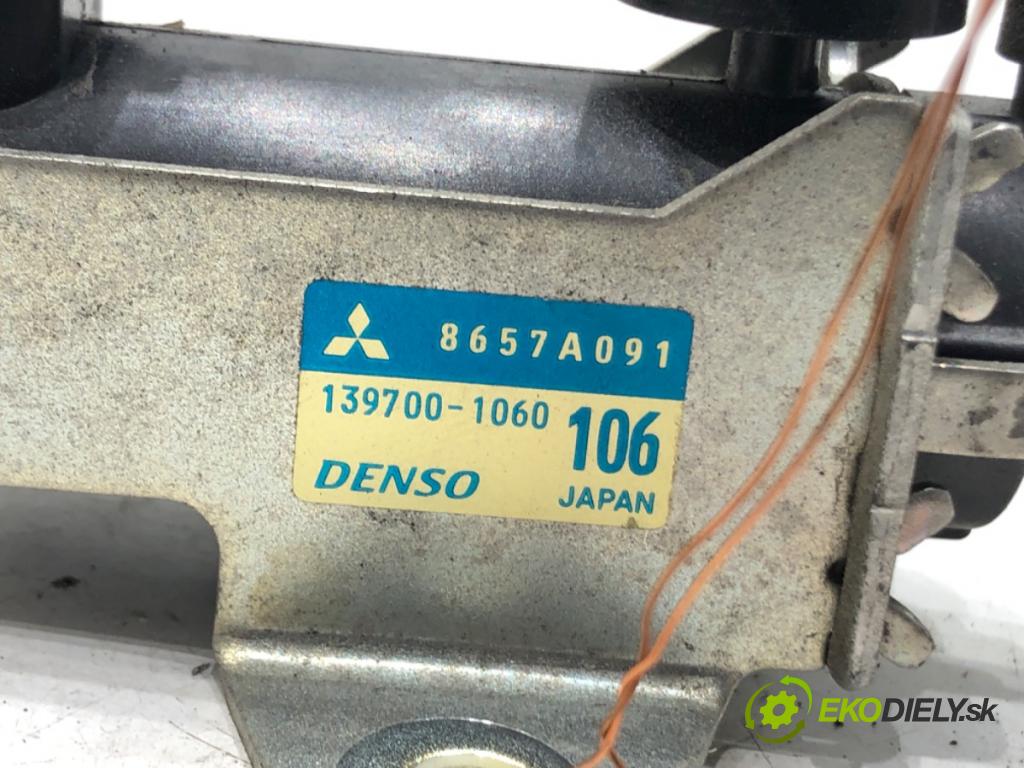 8657A091
139700-1060 106
DENSO JAPAN
EKODIELY.sk